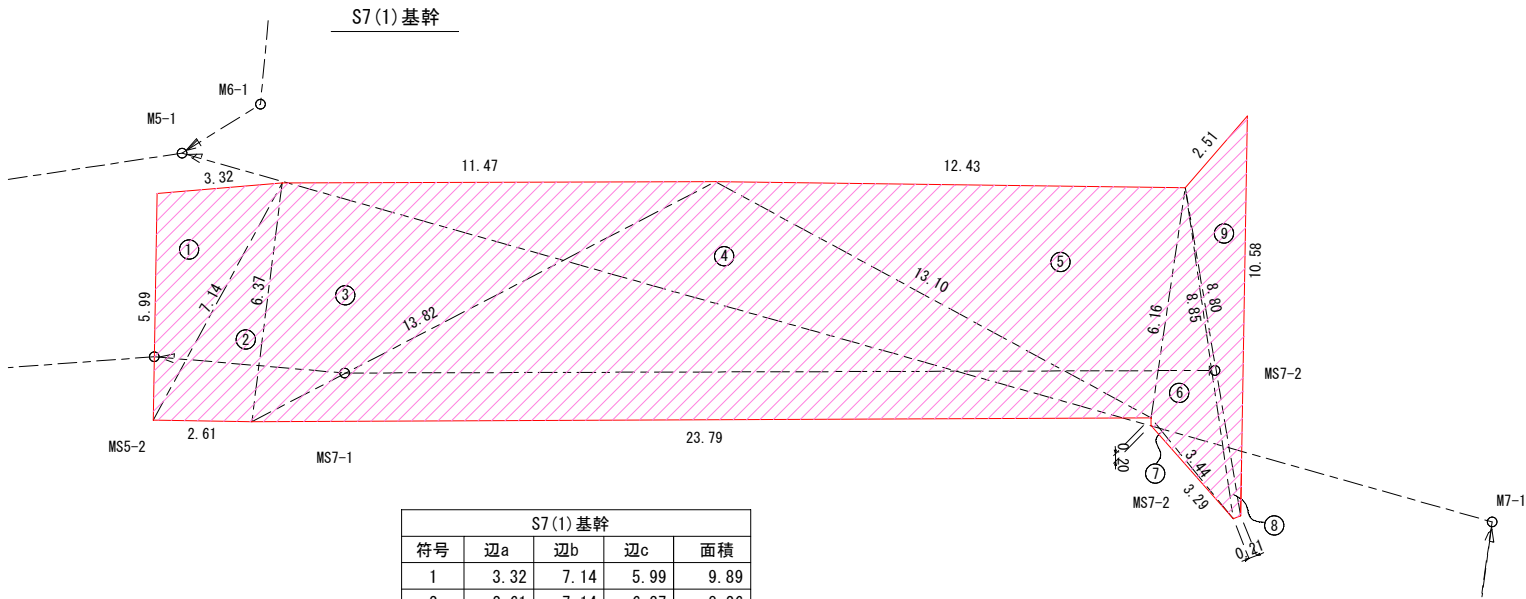 S7(1)基幹
M6-1
M5-1
3.32
11.47
12.43
2.51
①
②
③
④
⑤
⑥
⑦
⑧
⑨
5.99
7.14
6.37
13.82
13.10
6.16
8.80
8.85
10.58
MS5-2
2.61
MS7-1
23.79
0.20
3.44
3.29
MS7-2
MS7-2
0.21
M7-1
S7(1)基幹
符号 辺a 辺b 辺c 面積
1 3.32 7.14 5.99 9.89